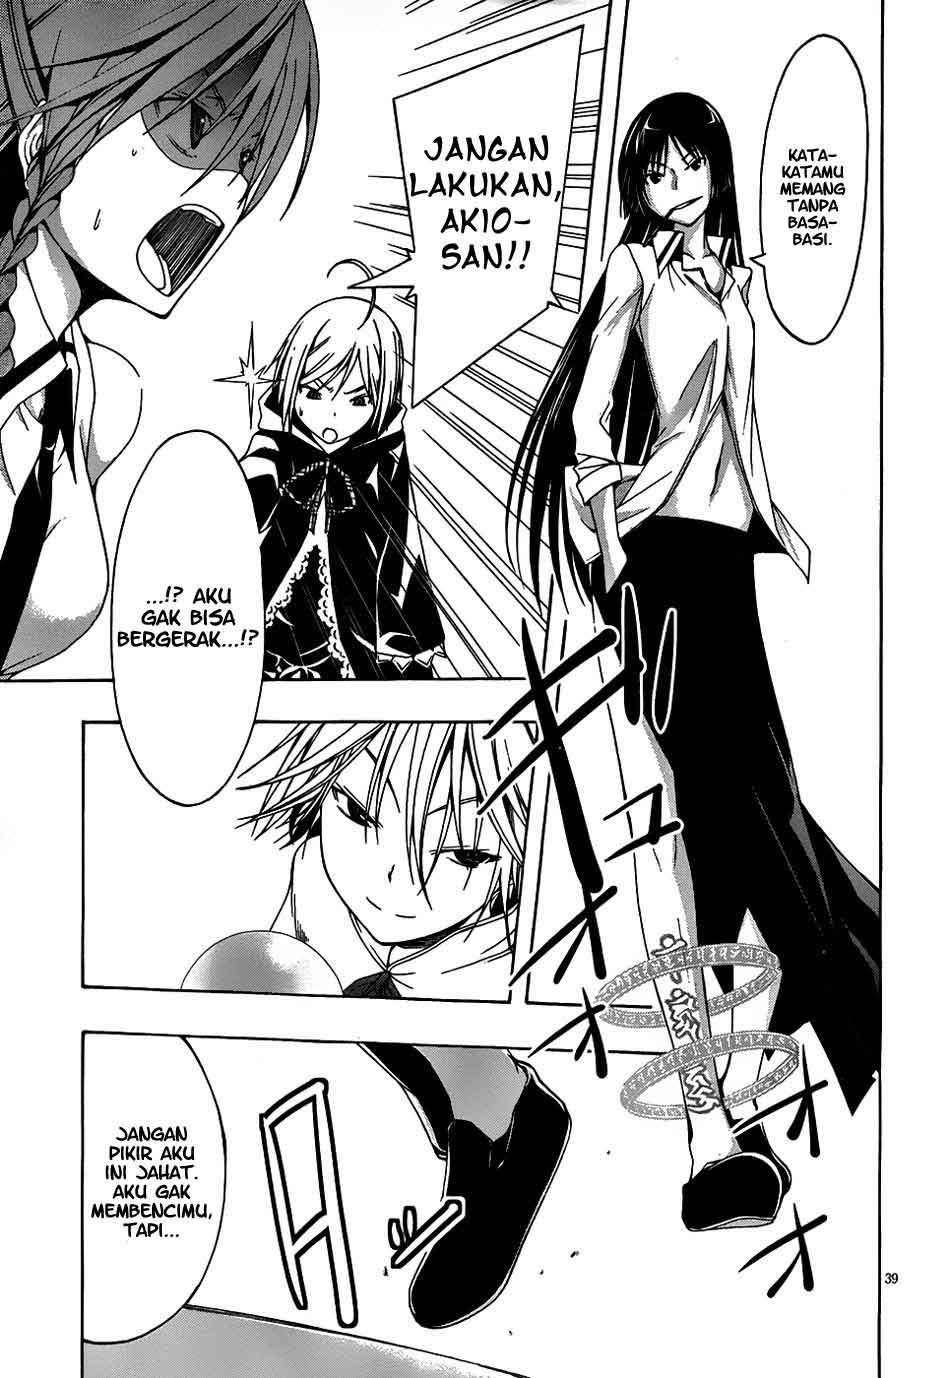 KATA-
KATAMU
MEMANG
TANPA
BASA-
BASI.
JANGAN
LAKUKAN,
AKIO-
SAN!!
...!? AKU
GAK BISA
BERGERAK...!?
JANGAN
PIKIR AKU
INI JAHAT.
AKU GAK
MEMBENCIMU,
TAPI...
39